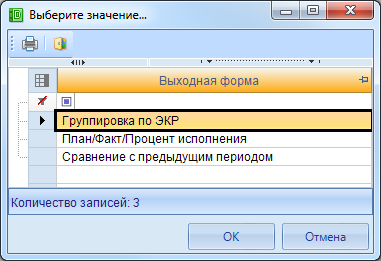 Выберите значение...
Выходная форма
Группировка по ЭКР
План/Факт/Процент исполнения
Сравнение с предыдущим периодом
Количество записей: 3
ОК
Отмена